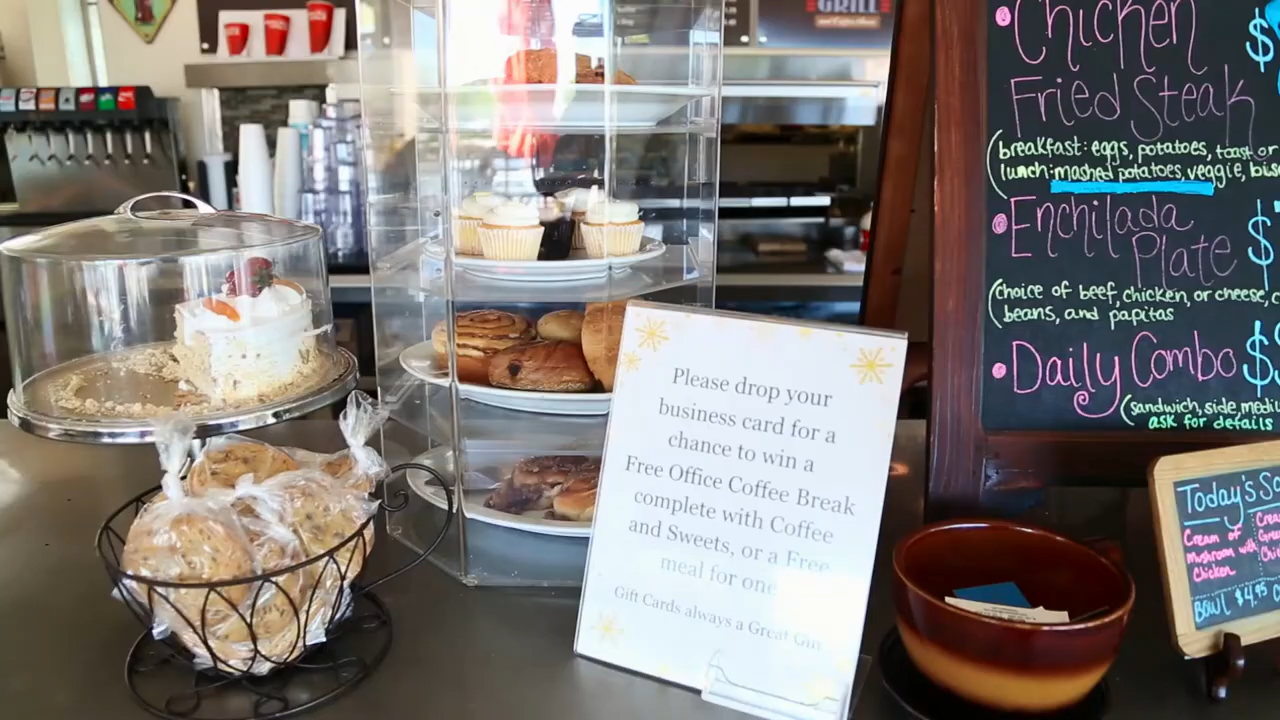 GRILL
Chicken $
Fried Steak
(breakfast: eggs, potatoes, toast or
lunch: mashed potatoes, veggie,
Enchilada $
Plate
(choice of beef, chicken, or cheese,
beans, and papitas
Daily Combo $
(sandwich, side,
ask for details
Please drop your
business card for a
chance to win a
Free Office Coffee Break
complete with Coffee
and Sweets, or a Free
meal for one
Gift Cards always a Great
Today's
Cream of
Mushroom with
Chicken
BOWL $4.95